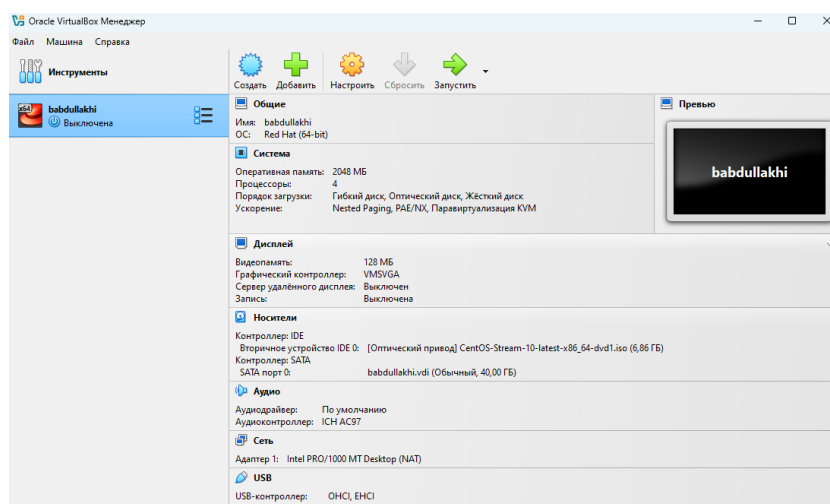 Oracle VirtualBox Менеджер
Файл Машина Справка
Инструменты
Создать Добавить Настроить Сбросить Запустить
x64 babdullakhi
Выключена
Общие
Имя: babdullakhi
ОС: Red Hat (64-bit)
Превью
babdullakhi
Система
Оперативная память: 2048 МБ
Процессоры: 4
Порядок загрузки: Гибкий диск, Оптический диск, Жёсткий диск
Ускорение: Nested Paging, PAE/NX, Паравиртуализация KVM
Дисплей
Видеопамять: 128 МБ
Графический контроллер: VMSVGA
Сервер удалённого дисплея: Выключен
Запись: Выключена
Носители
Контроллер: IDE
Вторичное устройство IDE 0: [Оптический привод] CentOS-Stream-10-latest-x86_64-dvd1.iso (6,86 ГБ)
Контроллер: SATA
SATA порт 0: babdullakhi.vdi (Обычный, 40,00 ГБ)
Аудио
Аудиодрайвер: По умолчанию
Аудиоконтроллер: ICH AC97
Сеть
Адаптер 1: Intel PRO/1000 MT Desktop (NAT)
USB
USB-контроллер: OHCI, EHCI